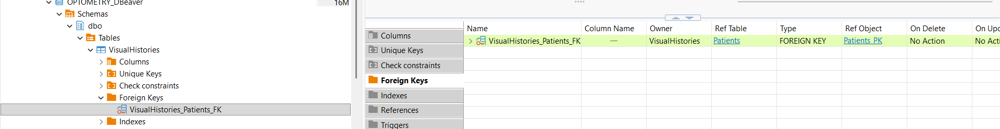 OPTOMETRY_DBeaver 16M
Schemas
dbo
Tables
VisualHistories
Columns
Unique Keys
Check constraints
Foreign Keys
VisualHistories_Patients_FK
Indexes
Columns
Unique Keys
Check constraints
Foreign Keys
Indexes
References
Triggers
Name Column Name Owner Ref Table Type Ref Object On Delete On Upd
VisualHistories_Patients_FK — VisualHistories Patients FOREIGN KEY Patients_PK No Action No Acti